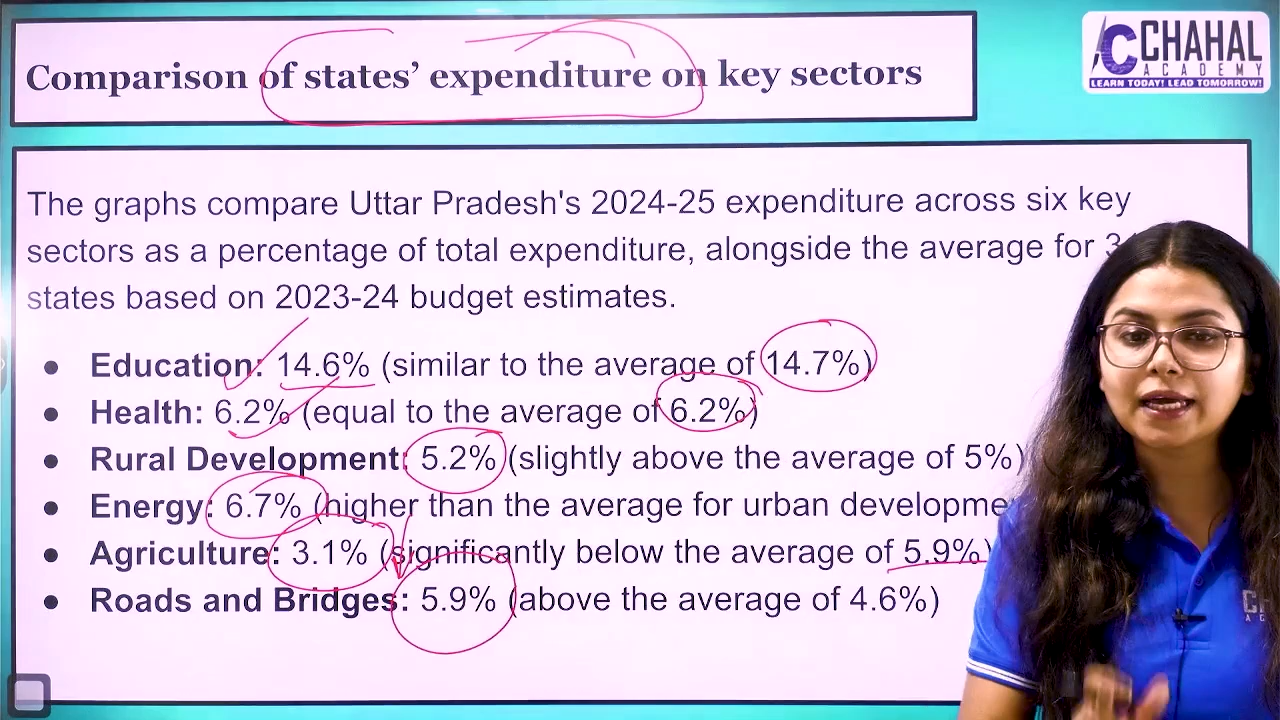 Comparison of states’ expenditure on key sectors
CHAHAL
ACADEMY
LEARN TODAY! LEAD TOMORROW!
The graphs compare Uttar Pradesh's 2024-25 expenditure across six key
sectors as a percentage of total expenditure, alongside the average for
states based on 2023-24 budget estimates.
● Education: 14.6% (similar to the average of 14.7%)
● Health: 6.2% (equal to the average of 6.2%)
● Rural Development: 5.2% (slightly above the average of 5%)
● Energy: 6.7% (higher than the average for urban
● Agriculture: 3.1% (significantly below the average of 5.9%)
● Roads and Bridges: 5.9% (above the average of 4.6%)